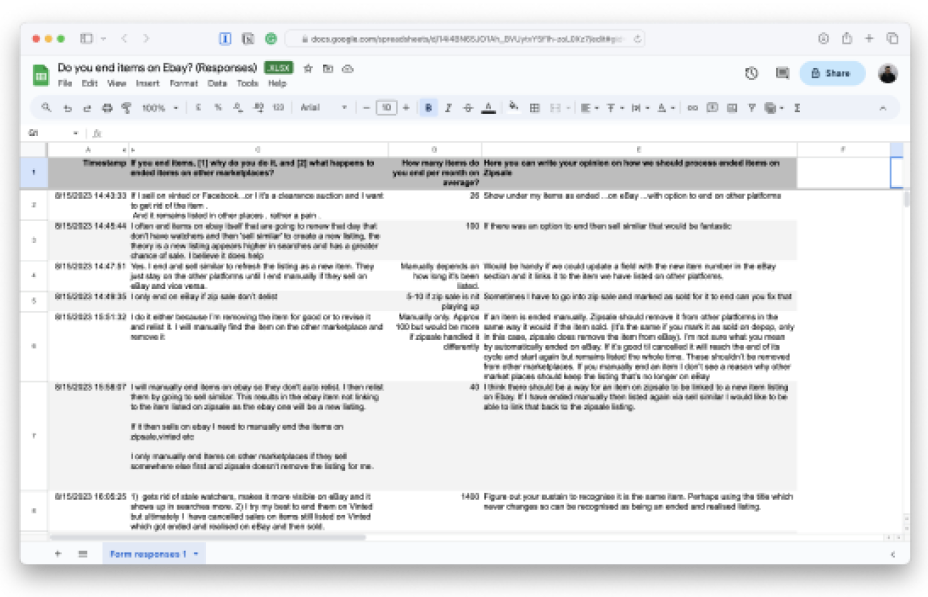 docs.google.com/spreadsheets/d/
Do you end items on Ebay? (Responses) .XLSX
File Edit View Insert Format Data Tools Help
Share
100% £ % .0 .00 123 Arial 10 B I
G1 fx
A C D E F
1
Timestamp
If you end items, [1] why do you do it, and [2] what happens to
ended items on other marketplaces?
How many items do
you end per month on
average?
Here you can write your opinion on how we should process ended items on
Zipsale
2
8/15/2023 14:43:33
If I sell on vinted or Facebook ..or I it's a clearance auction and I want
to get rid of the item .
And it remains listed in other places . rather a pain .
26
Show under my items as ended ...on eBay ...with option to end on other platforms
3
8/15/2023 14:45:44
I often end items on ebay itself that are going to renew that day that
don't have watchers and then 'sell similar' to create a new listing, the
theory is a new listing appears higher in searches and has a greater
chance of sale. I believe it does help
100
If there was an option to end then sell similar that would be fantastic
4
8/15/2023 14:47:51
Yes. I end and sell similar to refresh the listing as a new item. They
just stay on the other platforms until I end manually if they sell on
eBay and vice versa.
Manually depends on
how long it's been
listed.
Would be handy if we could update a field with the new item number in the eBay
section and it links it to the item we have listed on other platforms.
5
8/15/2023 14:49:35
I only end on eBay if zip sale don't delist
5-10 if zip sale is nit
playing up
Sometimes I have to go into zip sale and marked as sold for it to end can you fix that
6
8/15/2023 15:51:32
I do it either because I'm removing the item for good or to revise it
and relist it. I will manually find the item on the other marketplace and
remove it
Manually only. Approx
100 but would be more
if zipsale handled it
differently
If an item is ended manually. Zipsale should remove it from other platforms in the
same way it would if the item sold. (It's the same if you mark it as sold on depop, only
in this case, zipsale does remove the item from eBay). I'm not sure what you mean
by automatically ended on eBay. If it's good til cancelled it will reach the end of its
cycle and start again but remains listed the whole time. These shouldn't be removed
from other marketplaces. If you manually end an item I don't see a reason why other
market places should keep the listing that's no longer on eBay
7
8/15/2023 15:58:07
I will manually end items on ebay so they don't auto relist. I then relist
them by going to sell similar. This results in the ebay item not linking
to the item listed on zipsale as the ebay one will be a new listing.
If it then sells on ebay I need to manually end the items on
zipsale,vinted etc
I only manually end items on other marketplaces if they sell
somewhere else first and zipsale doesn't remove the listing for me.
40
I think there should be a way for an item on zipsale to be linked to a new item listing
on Ebay. If I have ended manually then listed again via sell similar I would like to be
able to link that back to the zipsale listing.
8
8/15/2023 16:05:25
1) gets rid of stale watchers, makes it more visible on eBay and it
shows up in searches more. 2) I try my best to end them on Vinted
but ultimately I have cancelled sales on items still listed on Vinted
which got ended and realised on eBay and then sold.
1400
Figure out your sustain to recognise it is the same item. Perhaps using the title which
never changes so can be recognised as being an ended and realised listing.
Form responses 1